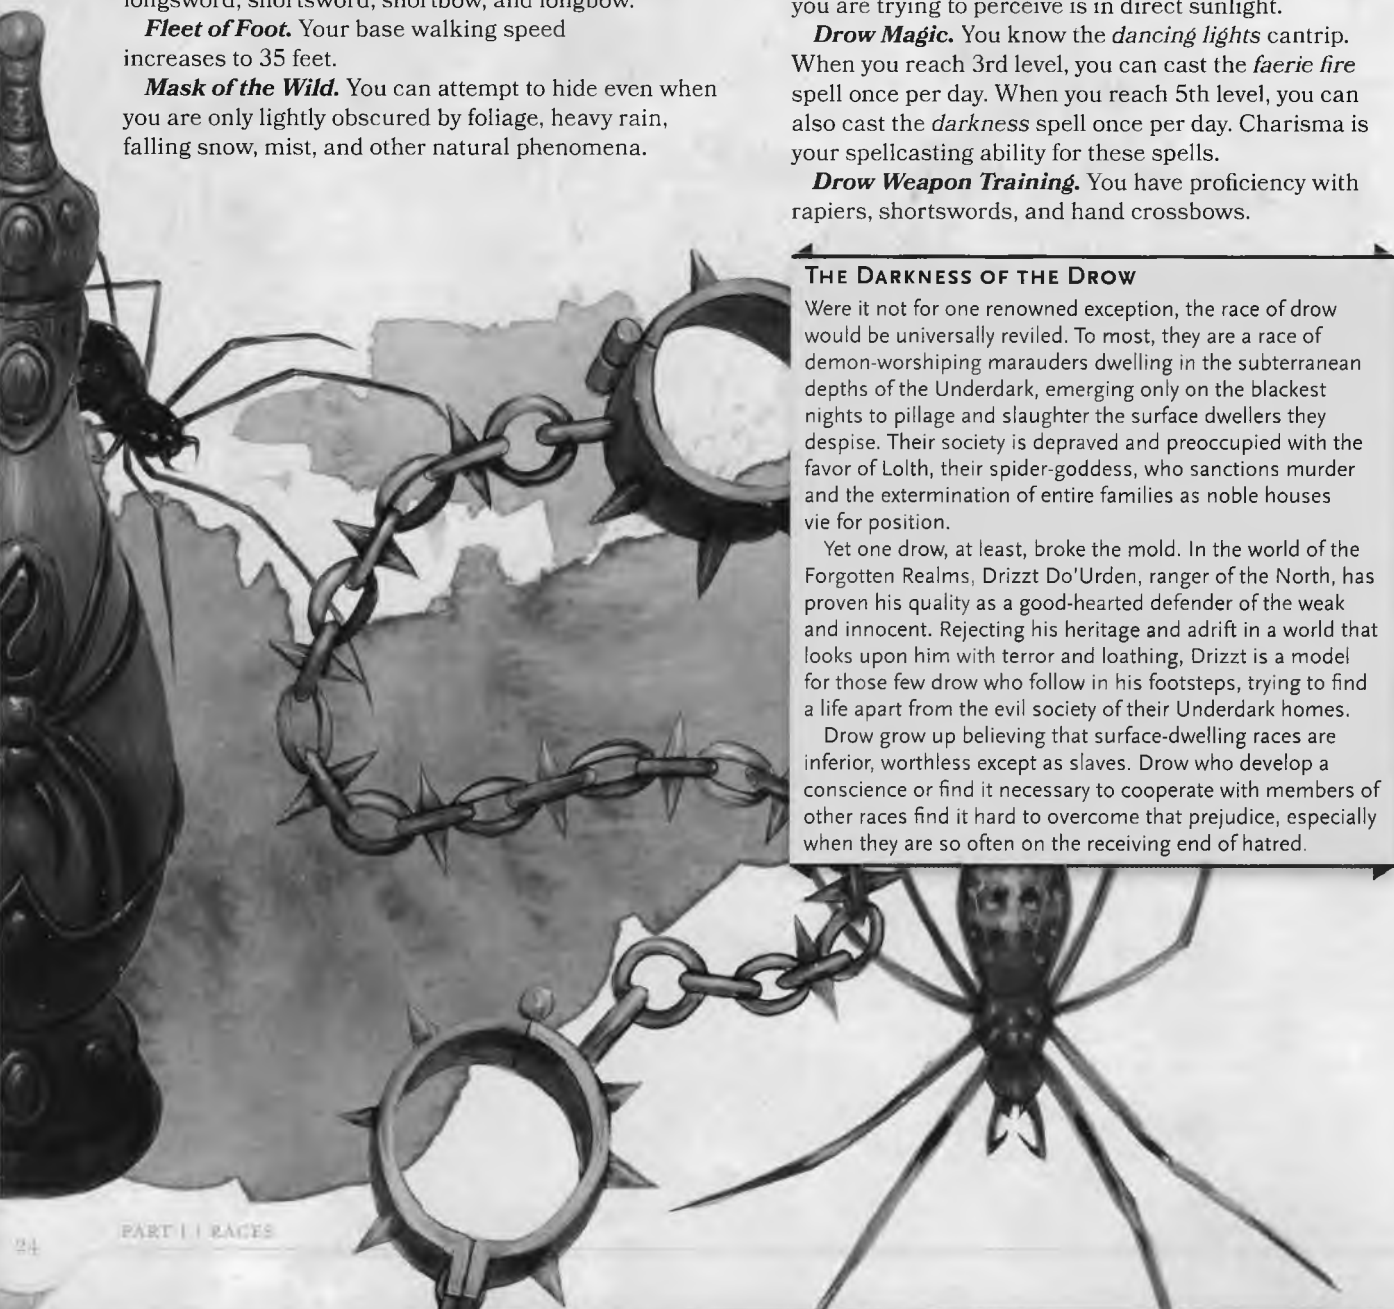 longsword, shortsword, shortbow, and longbow.
Fleet of Foot. Your base walking speed
increases to 35 feet.
Mask of the Wild. You can attempt to hide even when
you are only lightly obscured by foliage, heavy rain,
falling snow, mist, and other natural phenomena.
you are trying to perceive is in direct sunlight.
Drow Magic. You know the dancing lights cantrip.
When you reach 3rd level, you can cast the faerie fire
spell once per day. When you reach 5th level, you can
also cast the darkness spell once per day. Charisma is
your spellcasting ability for these spells.
Drow Weapon Training. You have proficiency with
rapiers, shortswords, and hand crossbows.
THE DARKNESS OF THE DROW
Were it not for one renowned exception, the race of drow
would be universally reviled. To most, they are a race of
demon-worshiping marauders dwelling in the subterranean
depths of the Underdark, emerging only on the blackest
nights to pillage and slaughter the surface dwellers they
despise. Their society is depraved and preoccupied with the
favor of Lolth, their spider-goddess, who sanctions murder
and the extermination of entire families as noble houses
vie for position.
Yet one drow, at least, broke the mold. In the world of the
Forgotten Realms, Drizzt Do'Urden, ranger of the North, has
proven his quality as a good-hearted defender of the weak
and innocent. Rejecting his heritage and adrift in a world that
looks upon him with terror and loathing, Drizzt is a model
for those few drow who follow in his footsteps, trying to find
a life apart from the evil society of their Underdark homes.
Drow grow up believing that surface-dwelling races are
inferior, worthless except as slaves. Drow who develop a
conscience or find it necessary to cooperate with members of
other races find it hard to overcome that prejudice, especially
when they are so often on the receiving end of hatred.
PART 1 | RACES
24